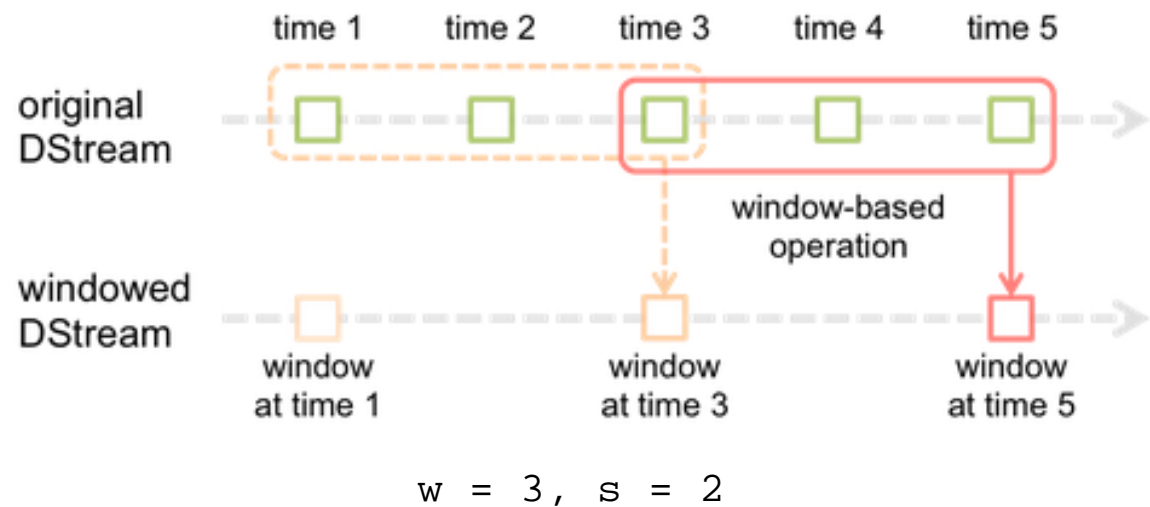 time 1 time 2 time 3 time 4 time 5
original
DStream
window-based
operation
windowed
DStream
window
at time 1
window
at time 3
window
at time 5
w = 3, s = 2